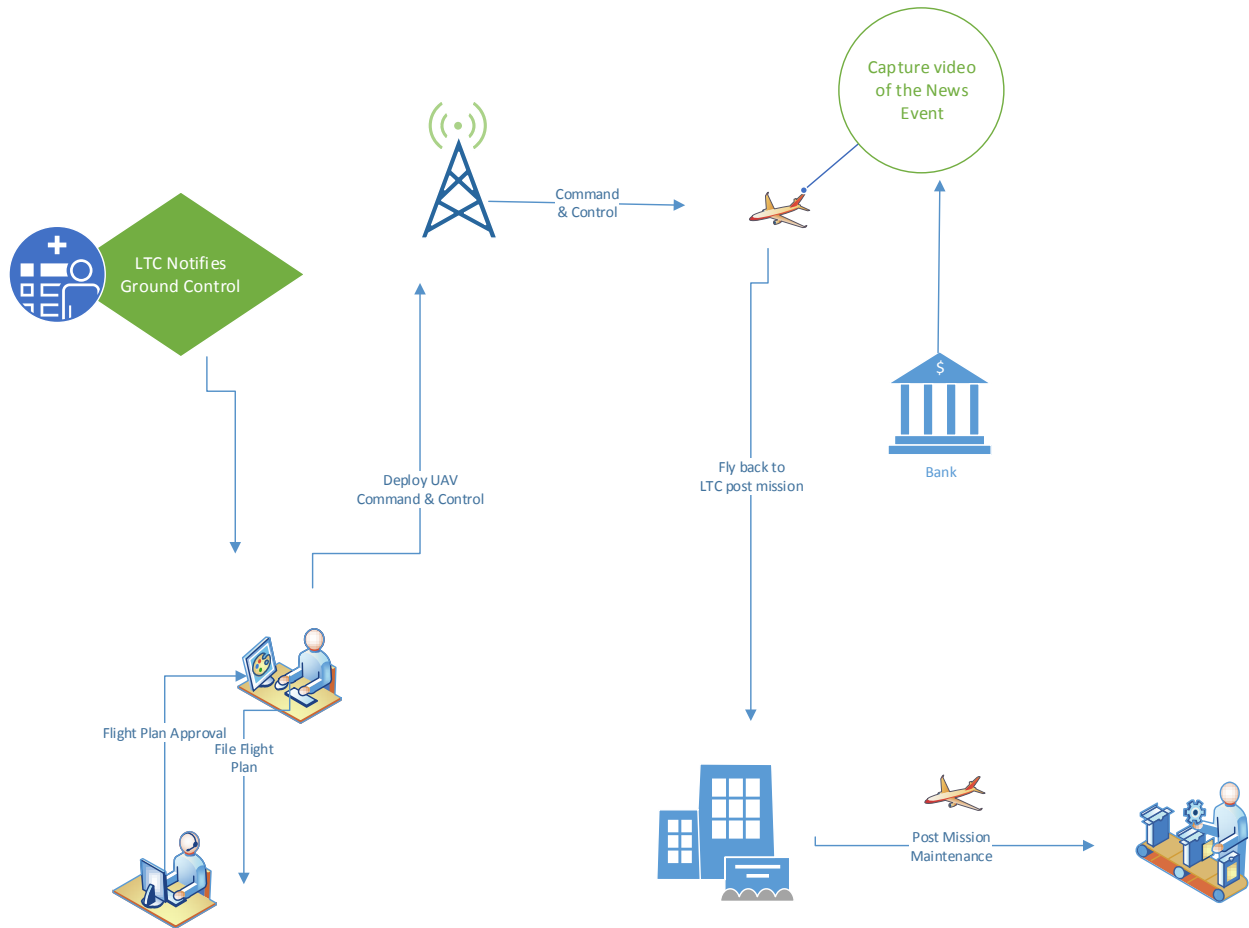 Capture video
of the News
Event
Command
& Control
LTC Notifies
Ground Control
$
Bank
Deploy UAV
Command & Control
Fly back to
LTC post mission
Flight Plan Approval
File Flight
Plan
Post Mission
Maintenance